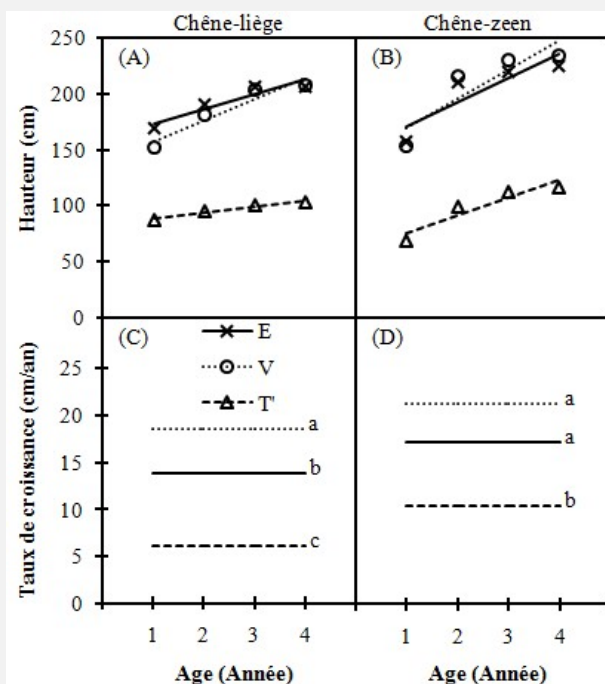 Chêne-liège Chêne-zeen
250
(A) (B)
200
150
100
50
0
Hauteur (cm)
(C) (D)
E
V
T'
25
20
15
10
5
0
Taux de croissance (cm/an)
a
b
c
a
a
b
1 2 3 4 1 2 3 4
Age (Année) Age (Année)